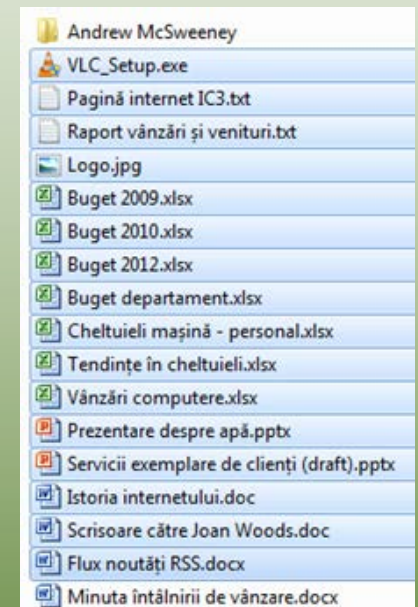 Andrew McSweeney
VLC_Setup.exe
Pagină internet IC3.txt
Raport vânzări și venituri.txt
Logo.jpg
Buget 2009.xlsx
Buget 2010.xlsx
Buget 2012.xlsx
Buget departament.xlsx
Cheltuieli mașină - personal.xlsx
Tendințe în cheltuieli.xlsx
Vânzări computere.xlsx
Prezentare despre apă.pptx
Servicii exemplare de clienți (draft).pptx
Istoria internetului.doc
Scrisoare către Joan Woods.doc
Flux noutăți RSS.docx
Minuta întâlnirii de vânzare.docx